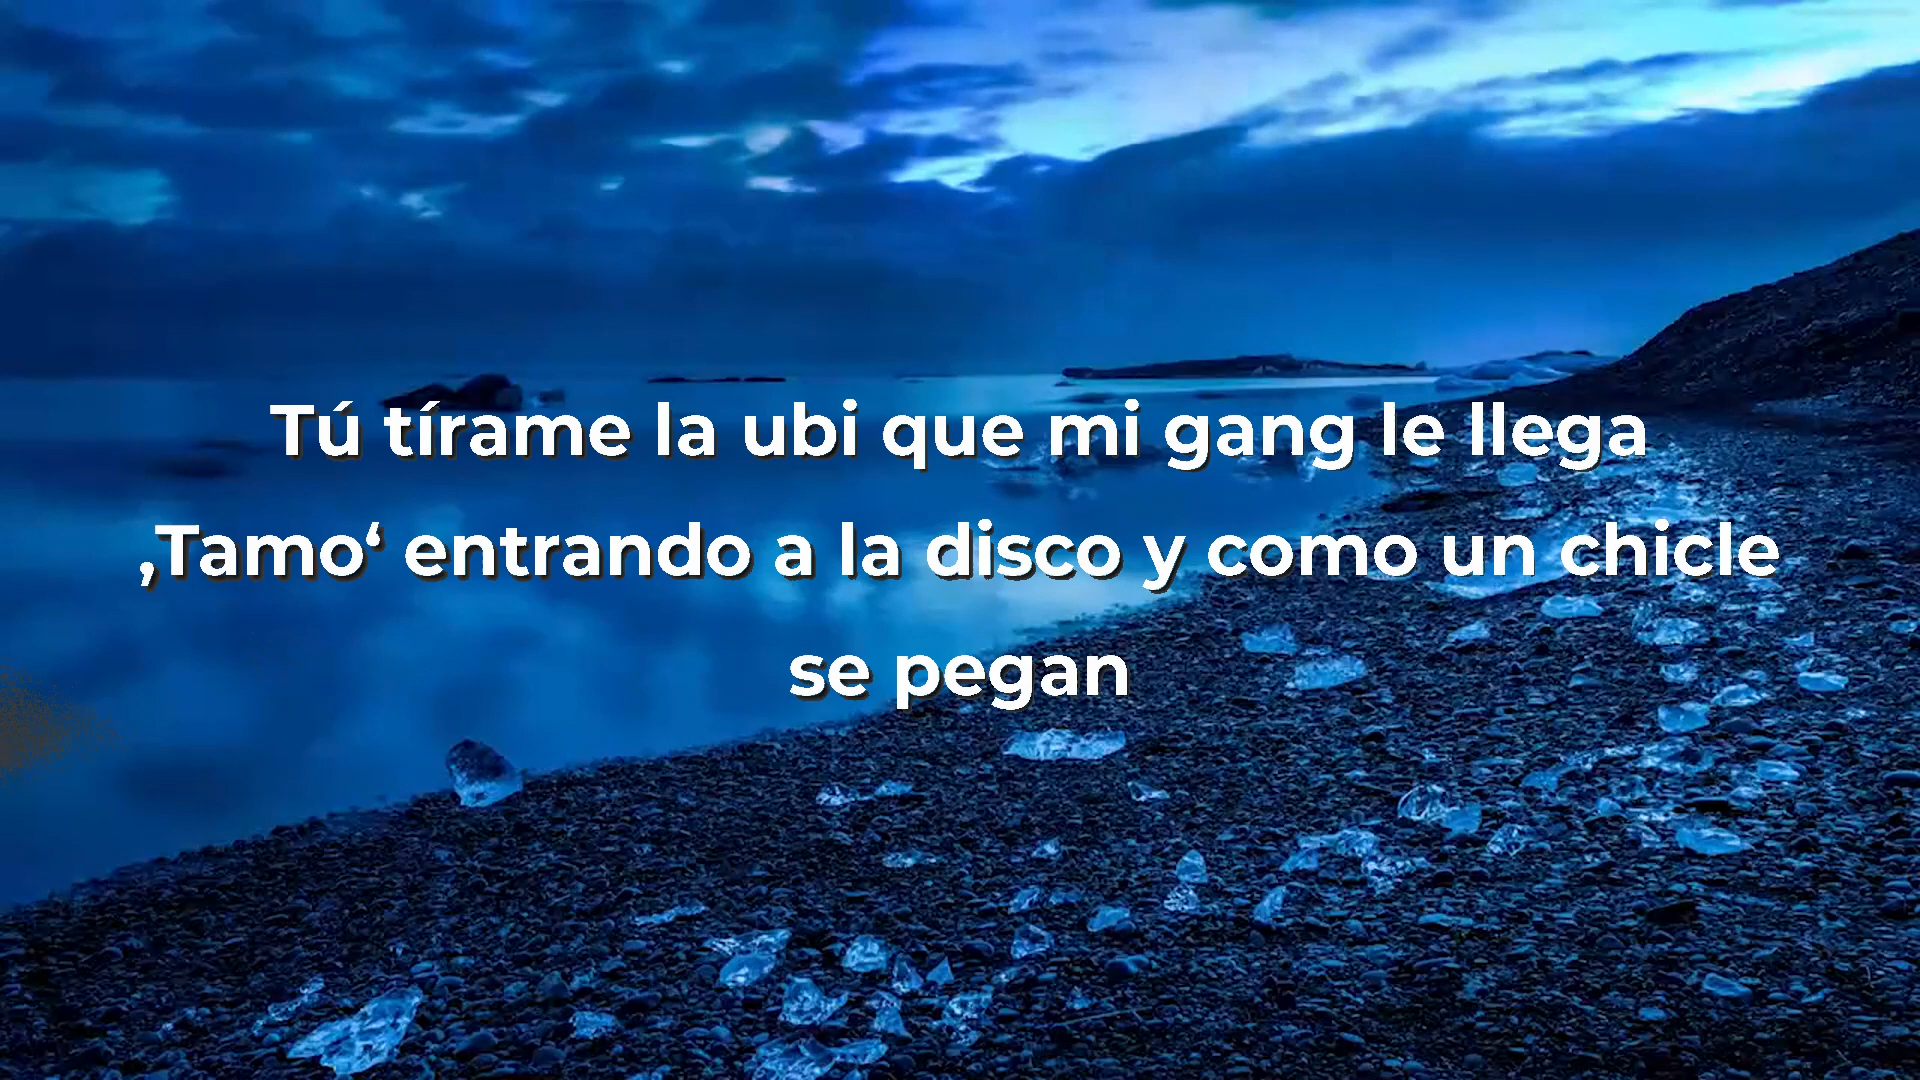 Tú tírame la ubi que mi gang le llega
‚Tamo‘ entrando a la disco y como un chicle
se pegan